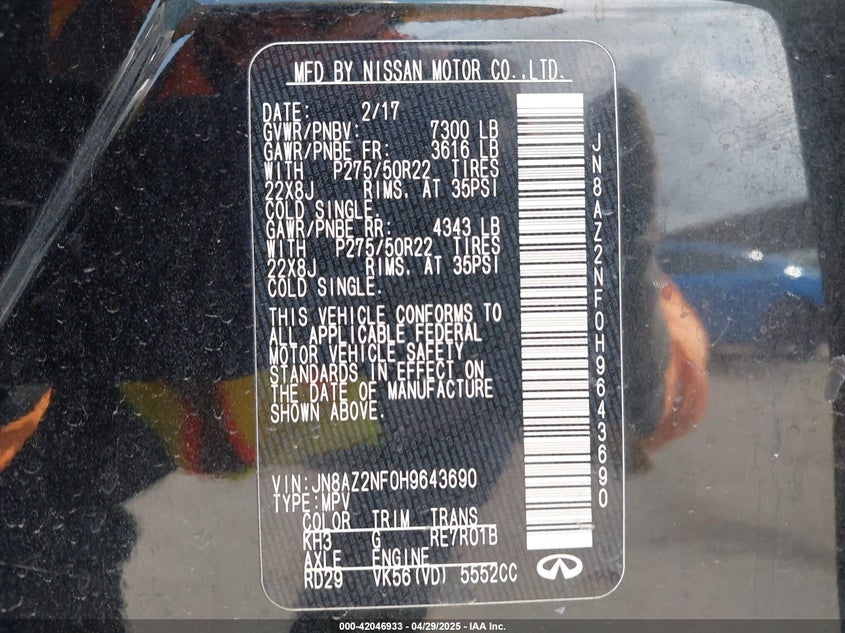 MFD BY NISSAN MOTOR CO.,LTD.
DATE: 2/17
GVWR/PNBV: 7300 LB
GAWR/PNBE FR: 3616 LB
WITH P275/50R22 TIRES
22X8J RIMS, AT 35PSI
COLD SINGLE.
GAWR/PNBE RR: 4343 LB
WITH P275/50R22 TIRES
22X8J RIMS, AT 35PSI
COLD SINGLE.
THIS VEHICLE CONFORMS TO
ALL APPLICABLE FEDERAL
MOTOR VEHICLE SAFETY
STANDARDS IN EFFECT ON
THE DATE OF MANUFACTURE
SHOWN ABOVE.
VIN:JN8AZ2NF0H9643690
TYPE:MPV
COLOR TRIM TRANS
KH3 G RE7R01B
AXLE ENGINE
RD29 VK56(VD) 5552CC
JN8AZ2NF0H9643690
000-42046933 - 04/29/2025 - IAA Inc.